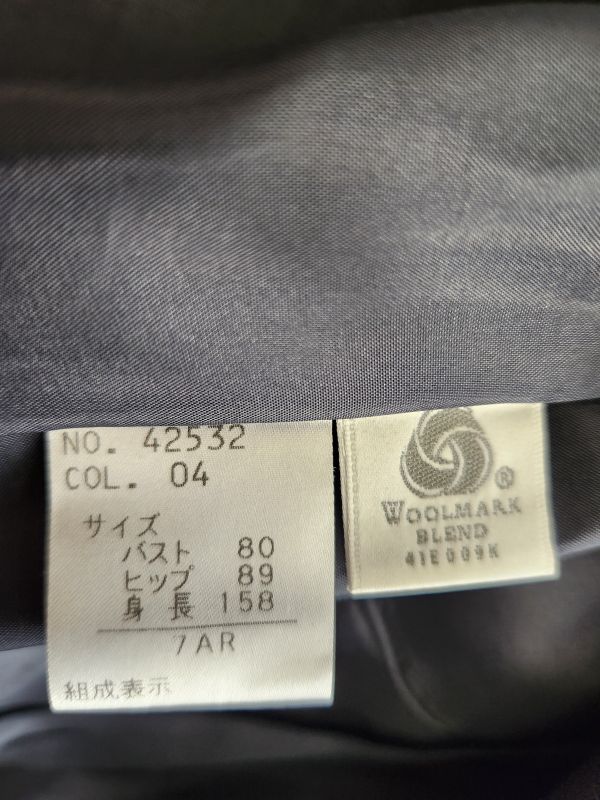 NO. 42532
COL. 04
サイズ
バスト 80
ヒップ 89
身長 158
7AR
組成表示
®
WOOLMARK
BLEND
41E009K